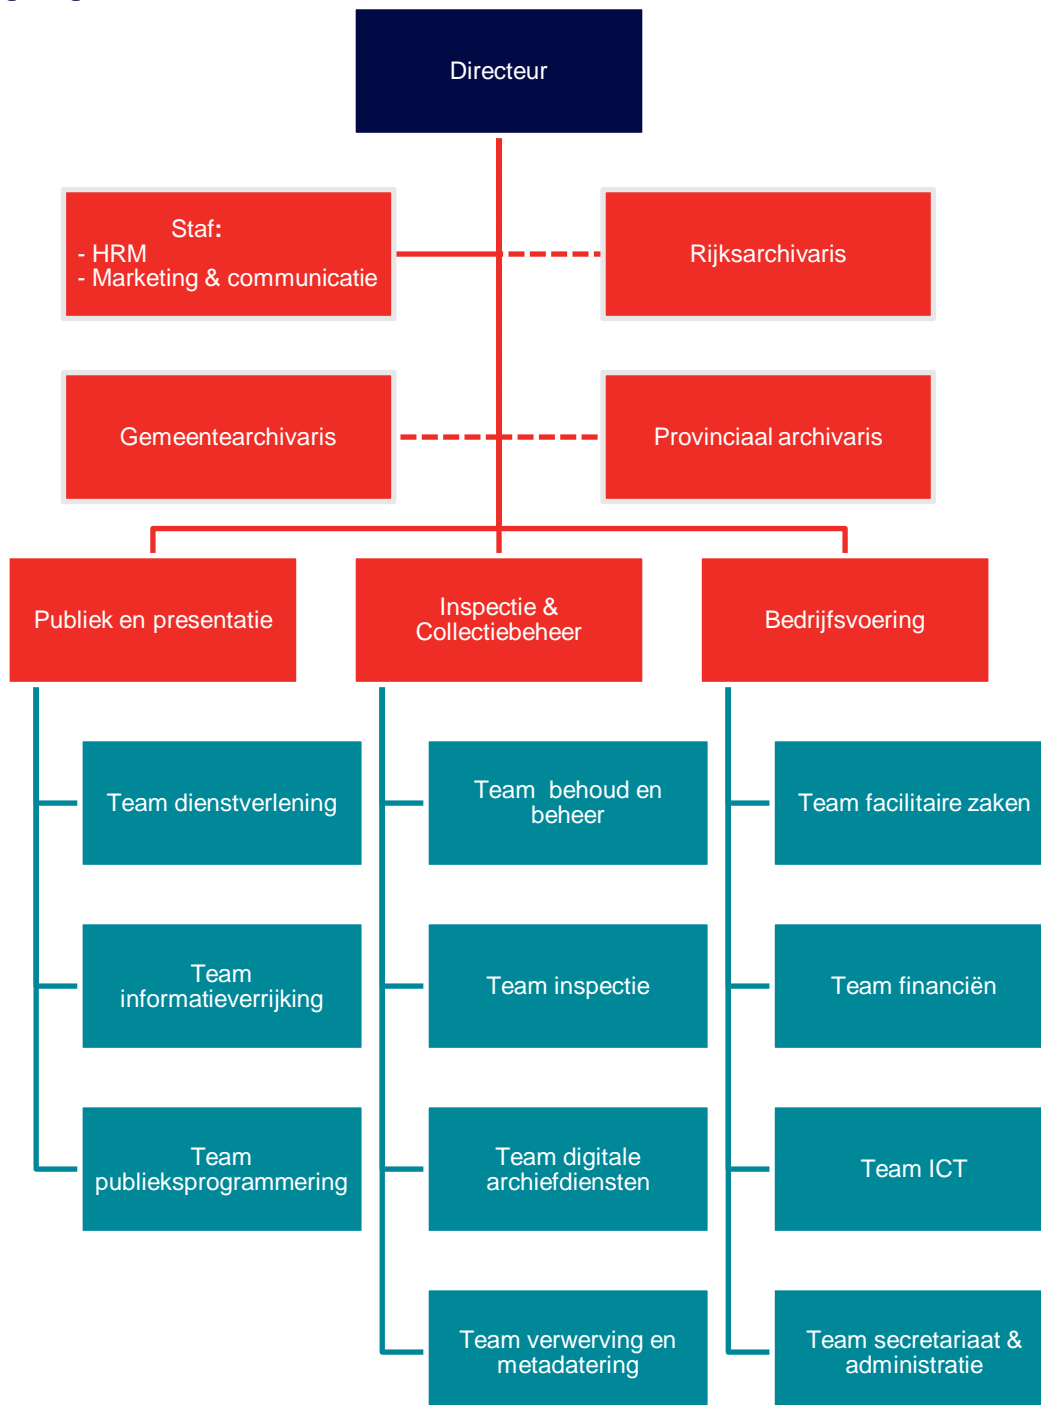 Directeur
Staf:
- HRM
- Marketing & communicatie
Rijksarchivaris
Gemeentearchivaris
Provinciaal archivaris
Publiek en presentatie
Inspectie &
Collectiebeheer
Bedrijfsvoering
Team dienstverlening
Team behoud en
beheer
Team facilitaire zaken
Team
informatieverrijking
Team inspectie
Team financiën
Team
publieksprogrammering
Team digitale
archiefdiensten
Team ICT
Team verwerving en
metadatering
Team secretariaat &
administratie